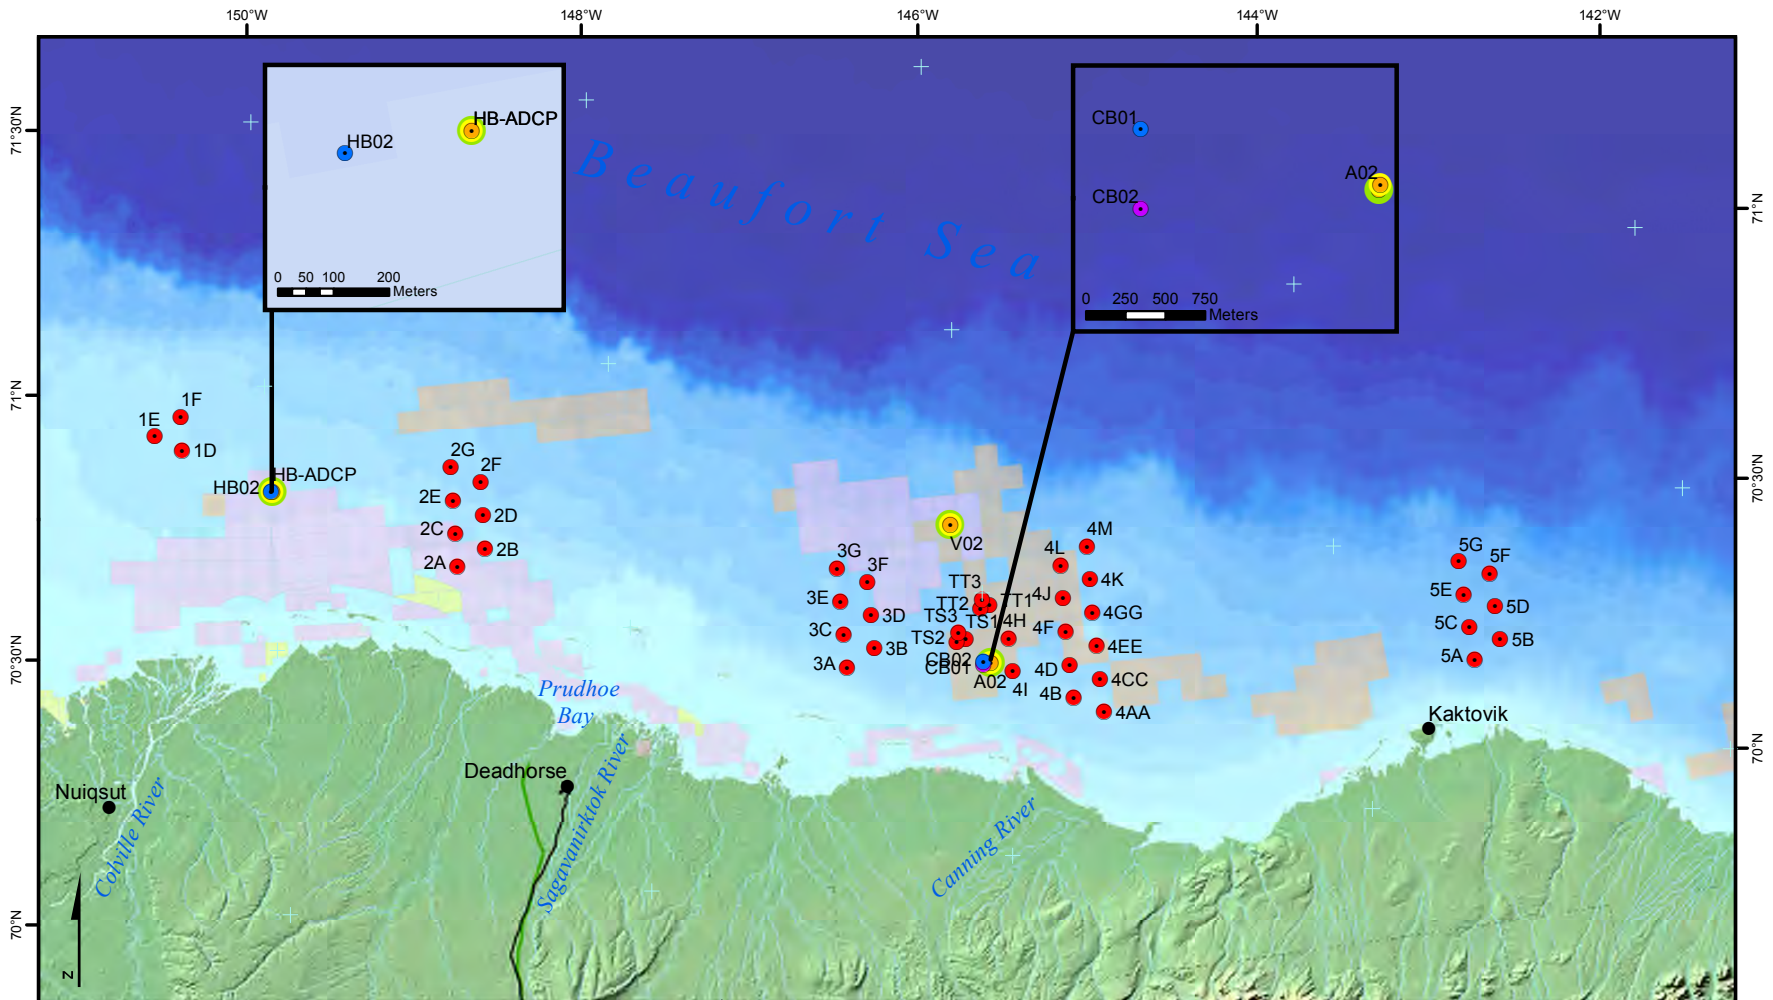 150°W
148°W
146°W
144°W
142°W
71°30'N
71°N
70°30'N
70°N
71°N
70°30'N
70°N
HB02
HB-ADCP
0 50 100 200
Meters
CB01
CB02
A02
0 250 500 750
Meters
Beaufort Sea
1F
1E
1D
HB-ADCP
HB02
2G
2F
2E
2D
2C
2B
2A
3G
3F
3E
3D
3C
3B
3A
V02
TT3
TT2
TT1
TS3
TS1
TS2
4H
CB02
CB01
A02
4I
4M
4L
4K
4J
4GG
4F
4EE
4D
4CC
4B
4AA
5G
5F
5E
5D
5C
5B
5A
Prudhoe
Bay
Kaktovik
Deadhorse
Nuiqsut
Colville River
Sagavanirktok River
Canning River
N